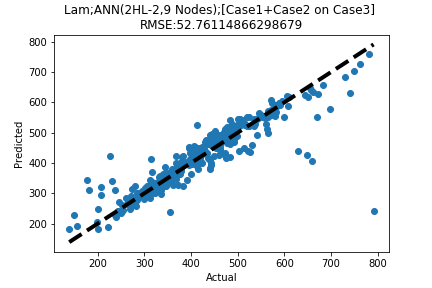 Lam;ANN(2HL-2,9 Nodes);[Case1+Case2 on Case3]
RMSE:52.76114866298679
800
700
600
500
400
300
200
Predicted
200 300 400 500 600 700 800
Actual